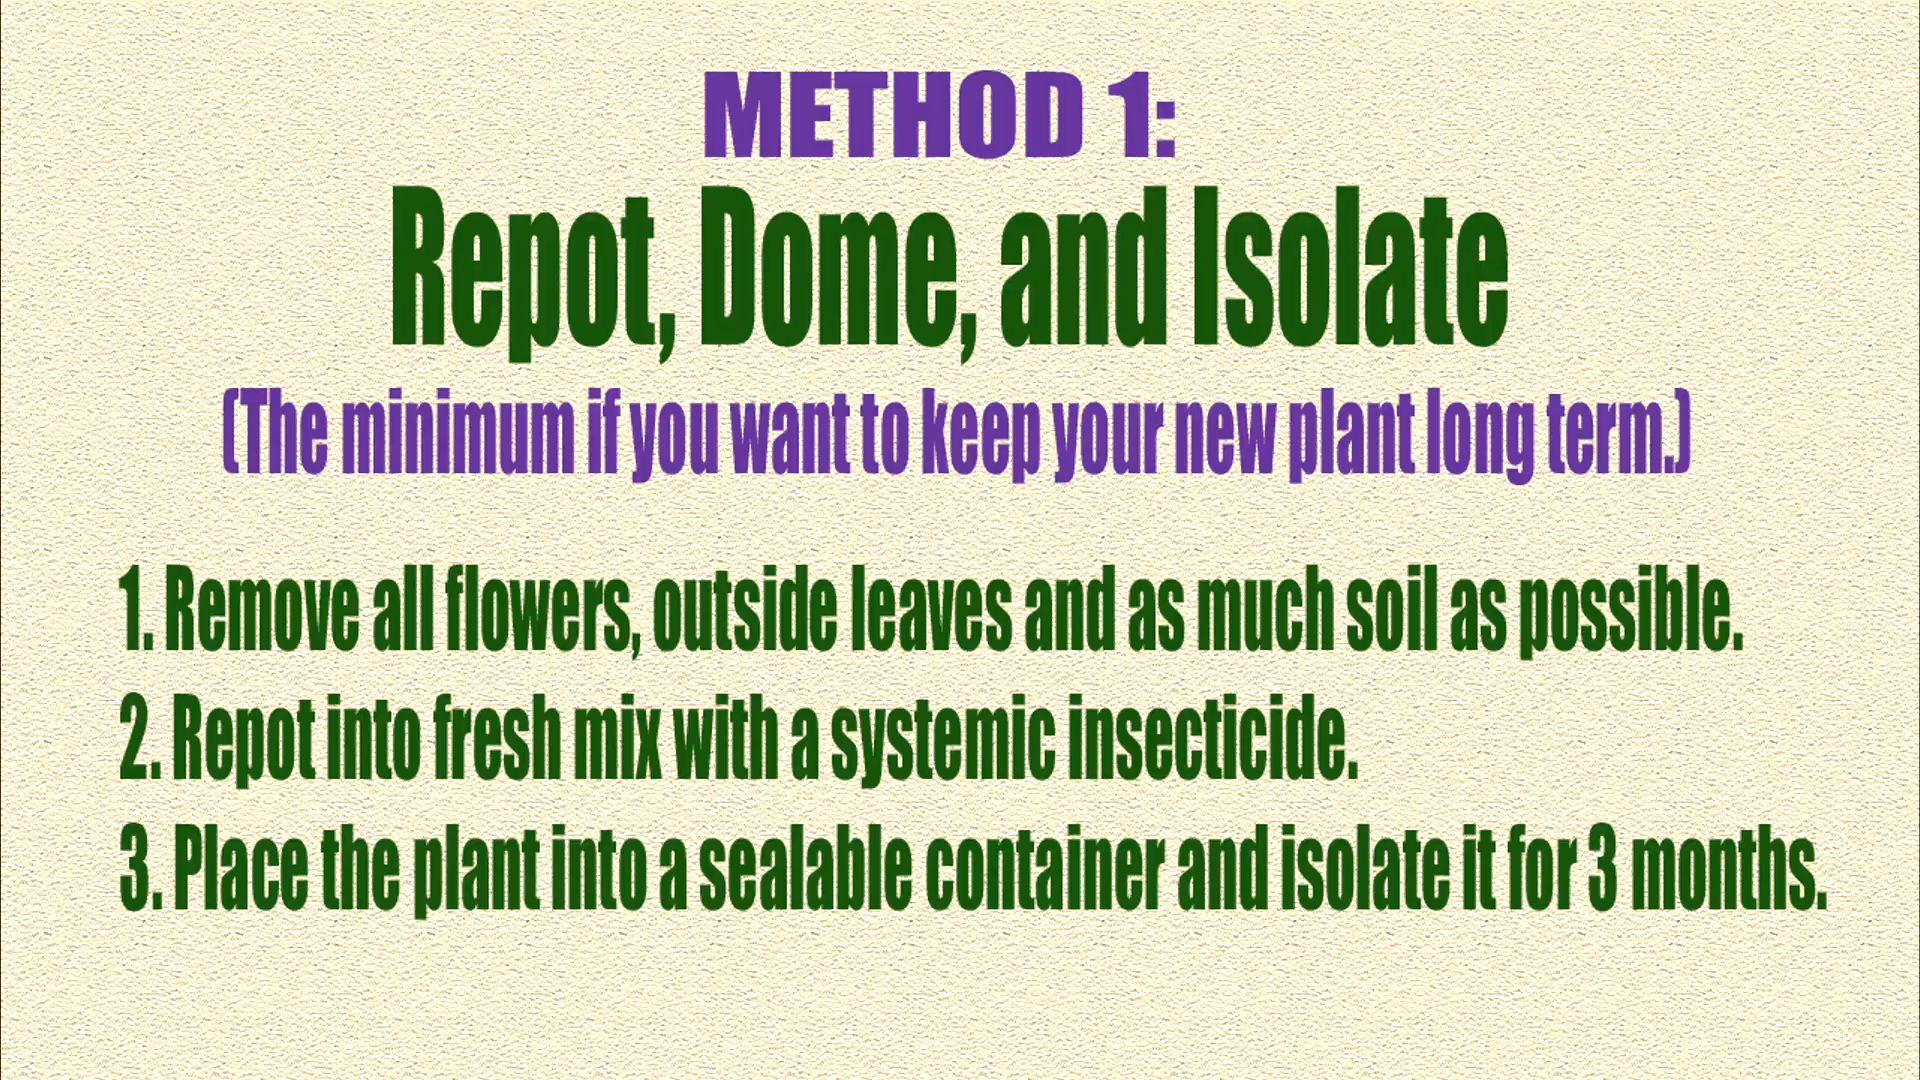 METHOD 1:
Repot, Dome, and Isolate
(The minimum if you want to keep your new plant long term.)
1. Remove all flowers, outside leaves and as much soil as possible.
2. Repot into fresh mix with a systemic insecticide.
3. Place the plant into a sealable container and isolate it for 3 months.